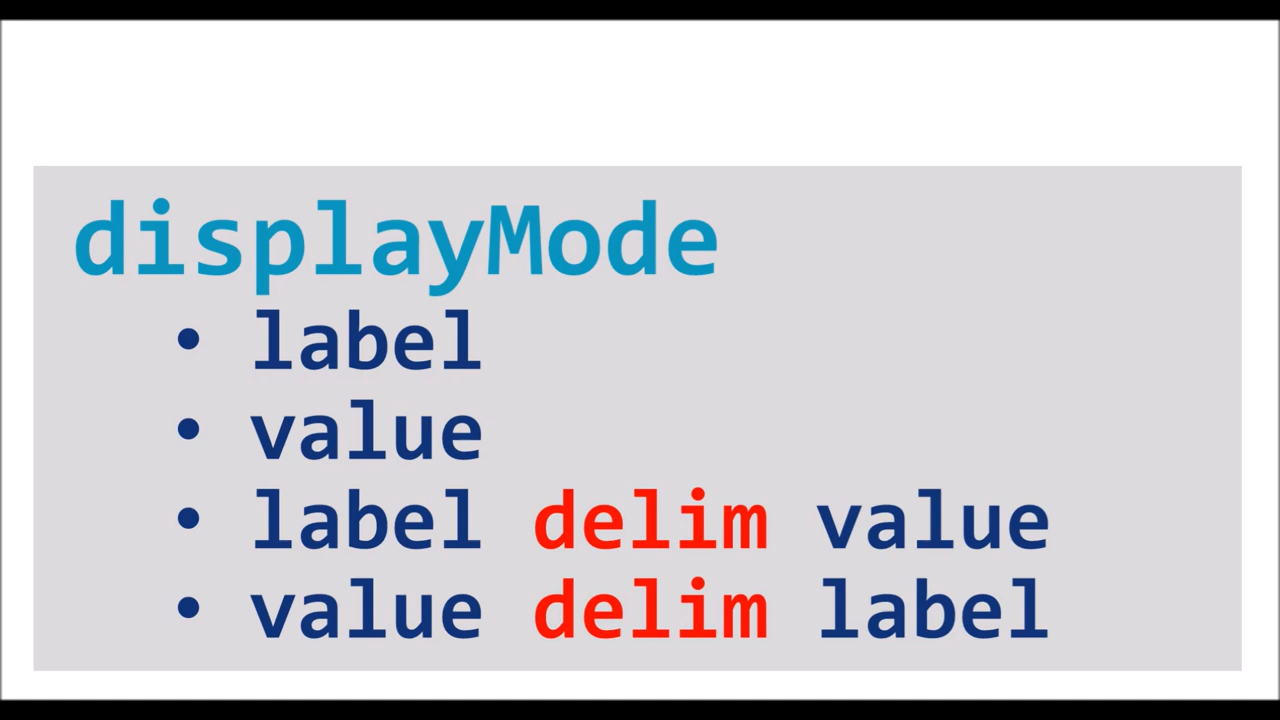 displayMode
• label
• value
• label delim value
• value delim label